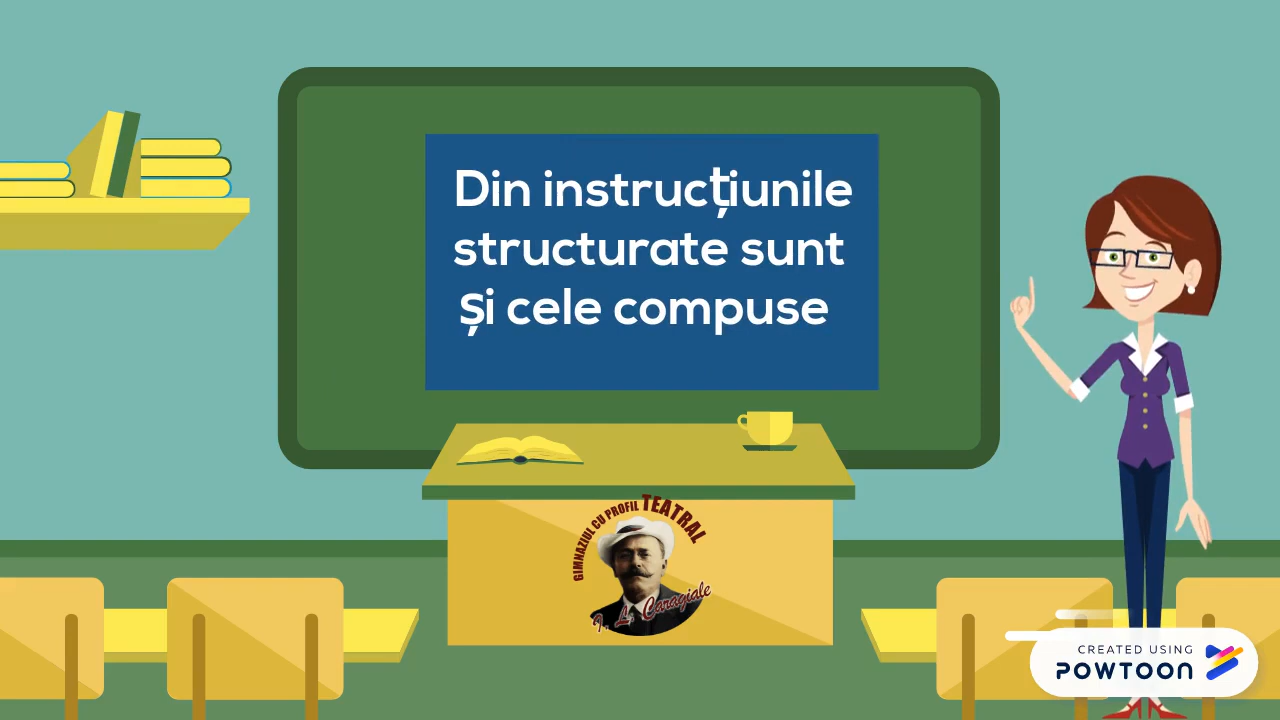 Din instrucțiunile
structurate sunt
și cele compuse
GIMNAZIUL CU PROFIL TEATRAL
I. L. Caragiale
CREATED USING
POWTOON